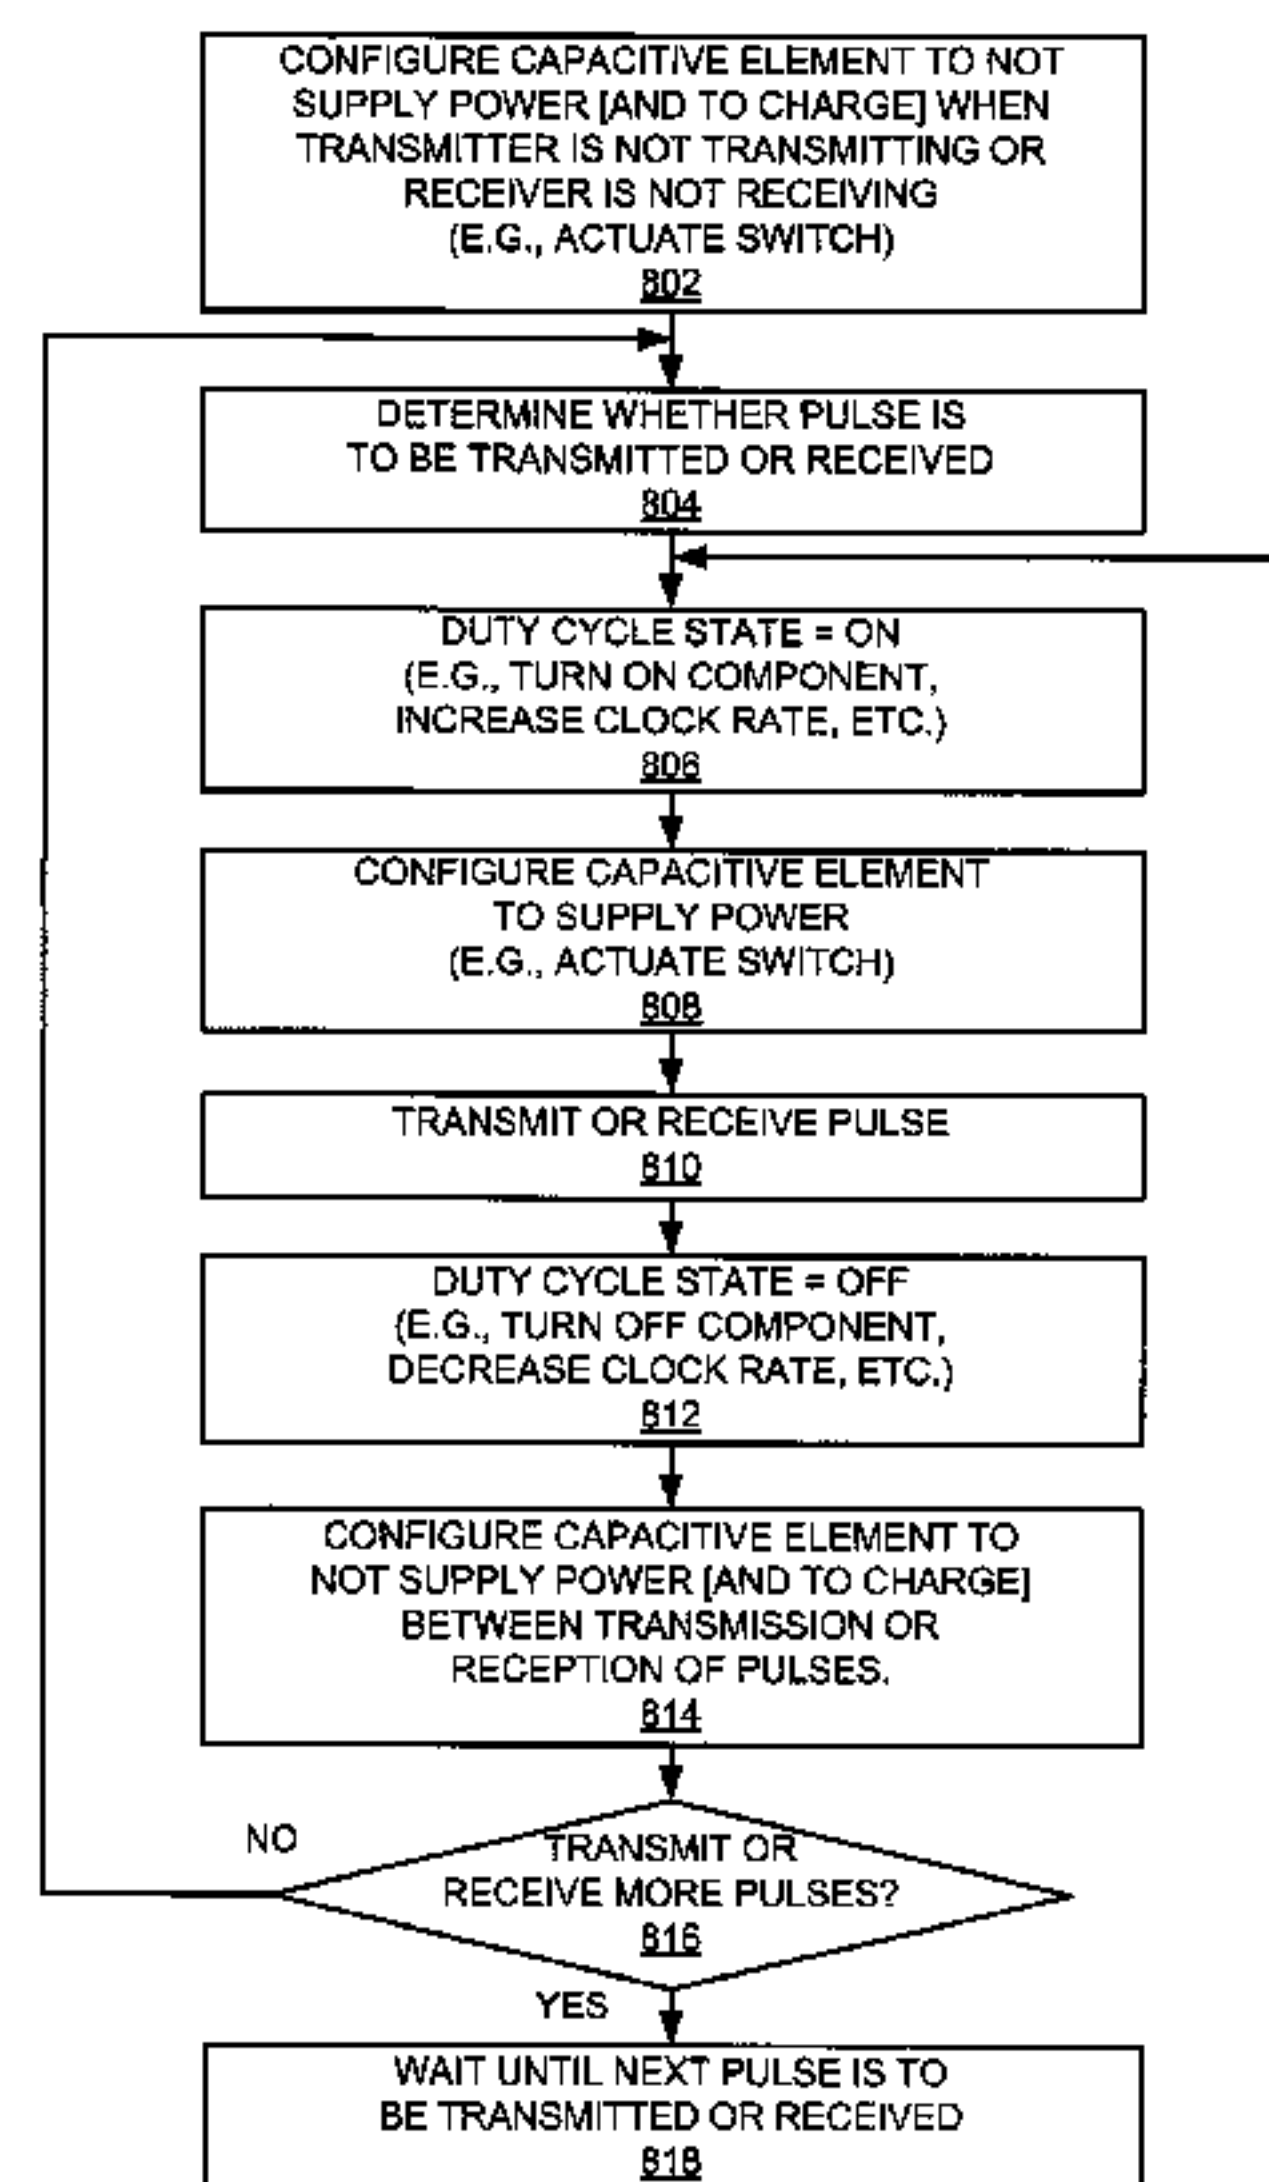 CONFIGURE CAPACITIVE ELEMENT TO NOT
SUPPLY POWER [AND TO CHARGE] WHEN
TRANSMITTER IS NOT TRANSMITTING OR
RECEIVER IS NOT RECEIVING
(E.G., ACTUATE SWITCH)
802
DETERMINE WHETHER PULSE IS
TO BE TRANSMITTED OR RECEIVED
804
DUTY CYCLE STATE = ON
(E.G., TURN ON COMPONENT,
INCREASE CLOCK RATE, ETC.)
806
CONFIGURE CAPACITIVE ELEMENT
TO SUPPLY POWER
(E.G., ACTUATE SWITCH)
808
TRANSMIT OR RECEIVE PULSE
810
DUTY CYCLE STATE = OFF
(E.G., TURN OFF COMPONENT,
DECREASE CLOCK RATE, ETC.)
812
CONFIGURE CAPACITIVE ELEMENT TO
NOT SUPPLY POWER [AND TO CHARGE]
BETWEEN TRANSMISSION OR
RECEPTION OF PULSES.
814
NO
TRANSMIT OR
RECEIVE MORE PULSES?
816
YES
WAIT UNTIL NEXT PULSE IS TO
BE TRANSMITTED OR RECEIVED
818